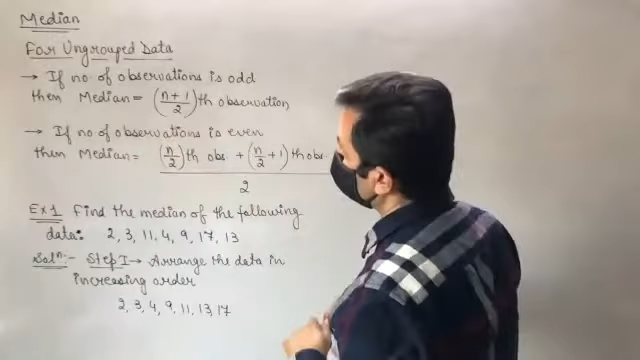 Median
For Ungrouped Data
→ If no. of observations is odd
then Median = (n+1/2)th observation
→ If no. of observations is even
then Median = (n/2)th obs + (n/2 + 1)th obs / 2
Ex 1 Find the median of the following
data: 2, 3, 11, 4, 9, 17, 13
Solⁿ:- Step I → Arrange the data in
increasing order
2, 3, 4, 9, 11, 13, 17